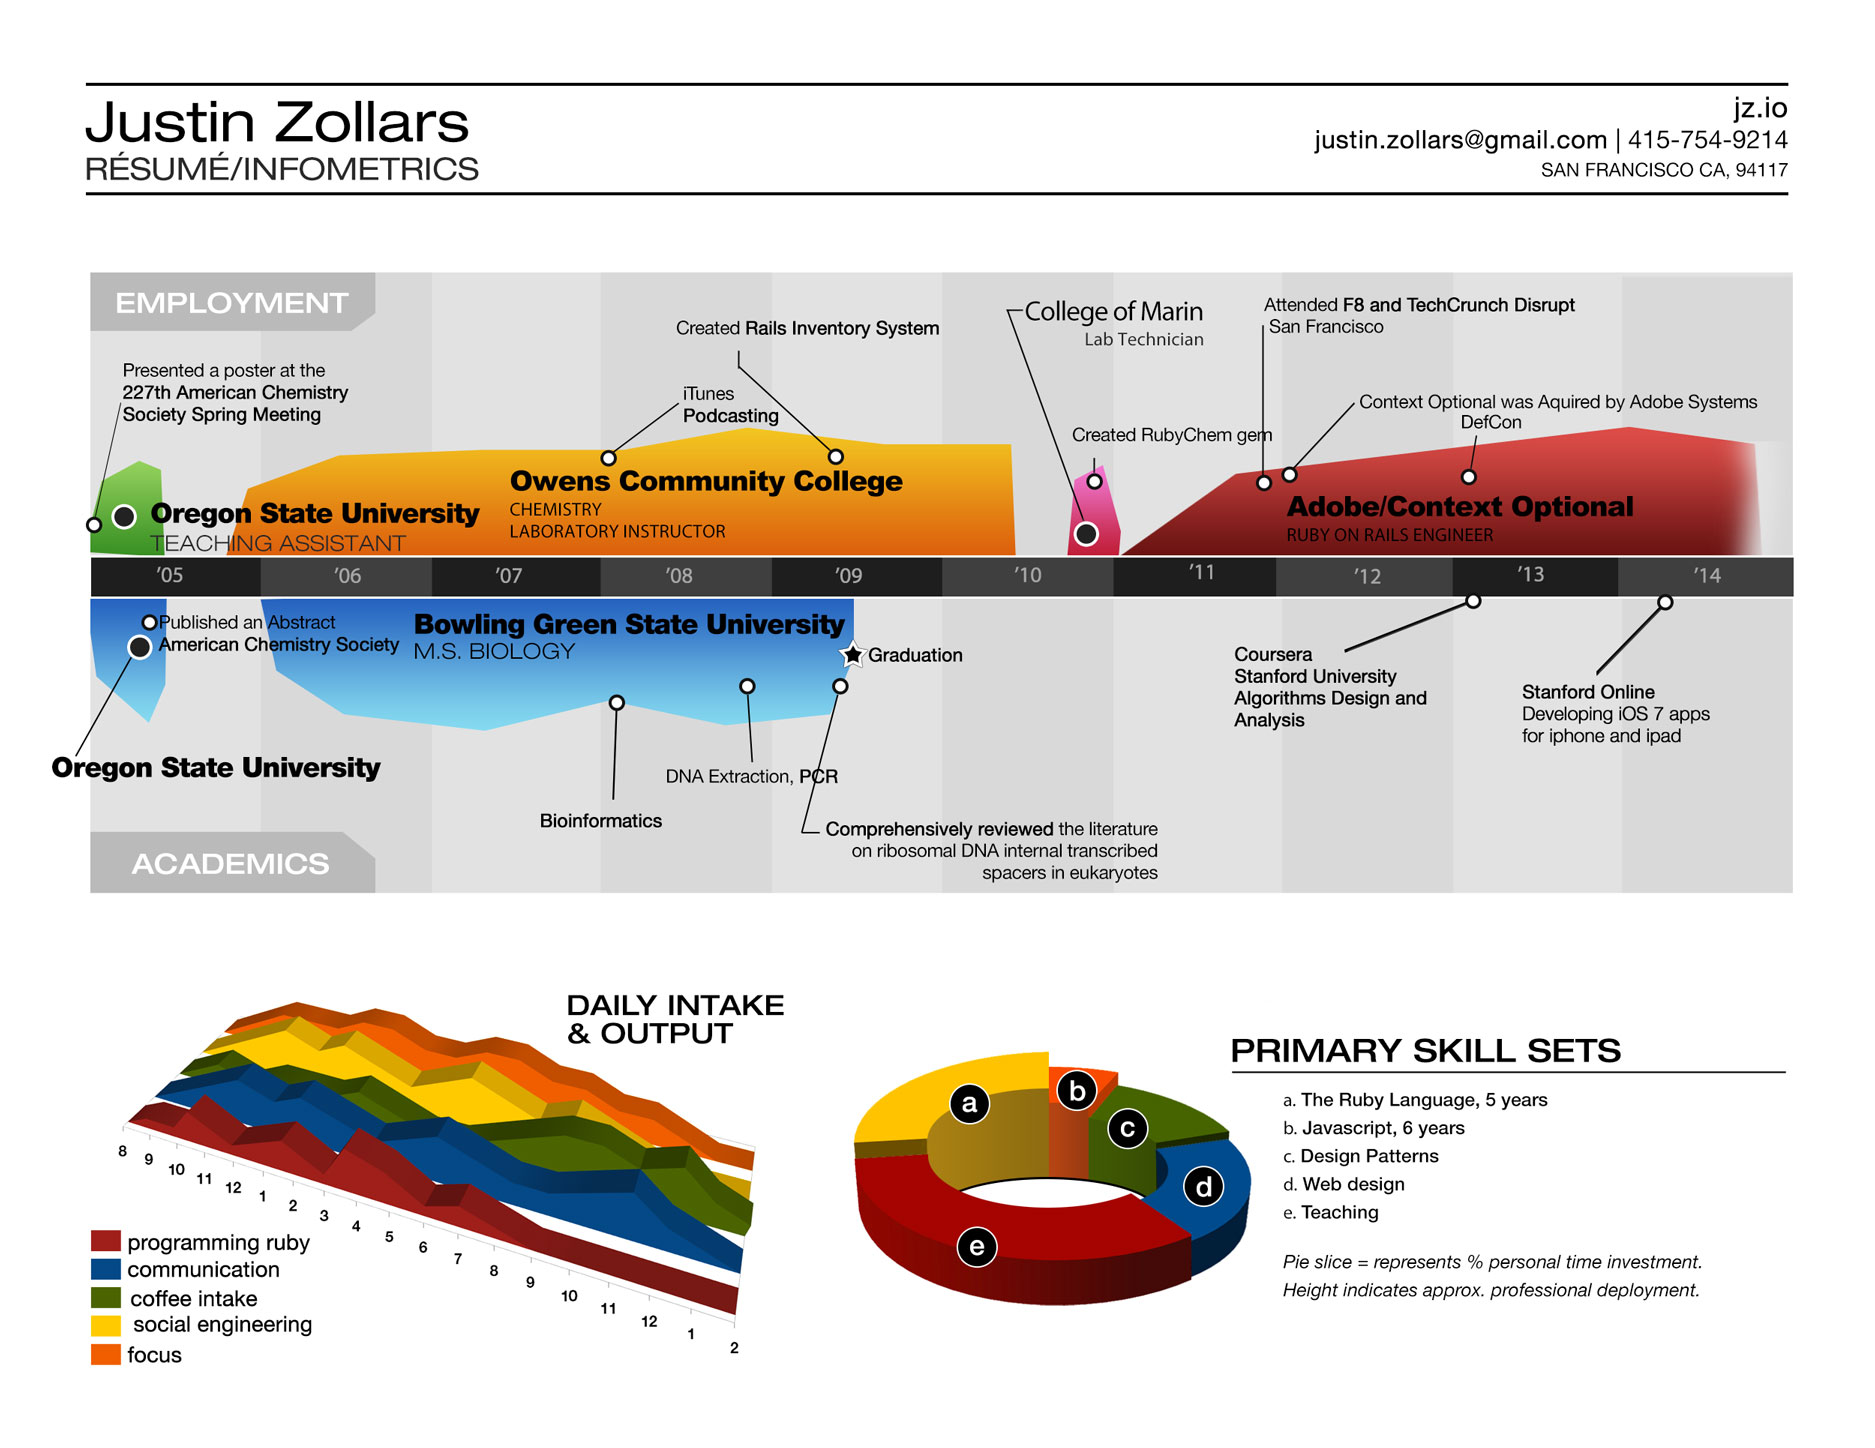 Justin Zollars
RÉSUMÉ/INFOMETRICS
jz.io
justin.zollars@gmail.com | 415-754-9214
SAN FRANCISCO CA, 94117
EMPLOYMENT
Presented a poster at the
227th American Chemistry
Society Spring Meeting
Created Rails Inventory System
iTunes
Podcasting
College of Marin
Lab Technician
Created RubyChem gem
Attended F8 and TechCrunch Disrupt
San Francisco
Context Optional was Aquired by Adobe Systems
DefCon
Oregon State University
TEACHING ASSISTANT
Owens Community College
CHEMISTRY
LABORATORY INSTRUCTOR
Adobe/Context Optional
RUBY ON RAILS ENGINEER
'05 '06 '07 '08 '09 '10 '11 '12 '13 '14
Published an Abstract
American Chemistry Society
Oregon State University
Bowling Green State University
M.S. BIOLOGY
Graduation
DNA Extraction, PCR
Bioinformatics
Comprehensively reviewed the literature
on ribosomal DNA internal transcribed
spacers in eukaryotes
Coursera
Stanford University
Algorithms Design and
Analysis
Stanford Online
Developing iOS 7 apps
for iphone and ipad
ACADEMICS
DAILY INTAKE
& OUTPUT
8 9 10 11 12 1 2 3 4 5 6 7 8 9 10 11 12 1 2
programming ruby
communication
coffee intake
social engineering
focus
a
b
c
d
e
PRIMARY SKILL SETS
a. The Ruby Language, 5 years
b. Javascript, 6 years
c. Design Patterns
d. Web design
e. Teaching
Pie slice = represents % personal time investment.
Height indicates approx. professional deployment.